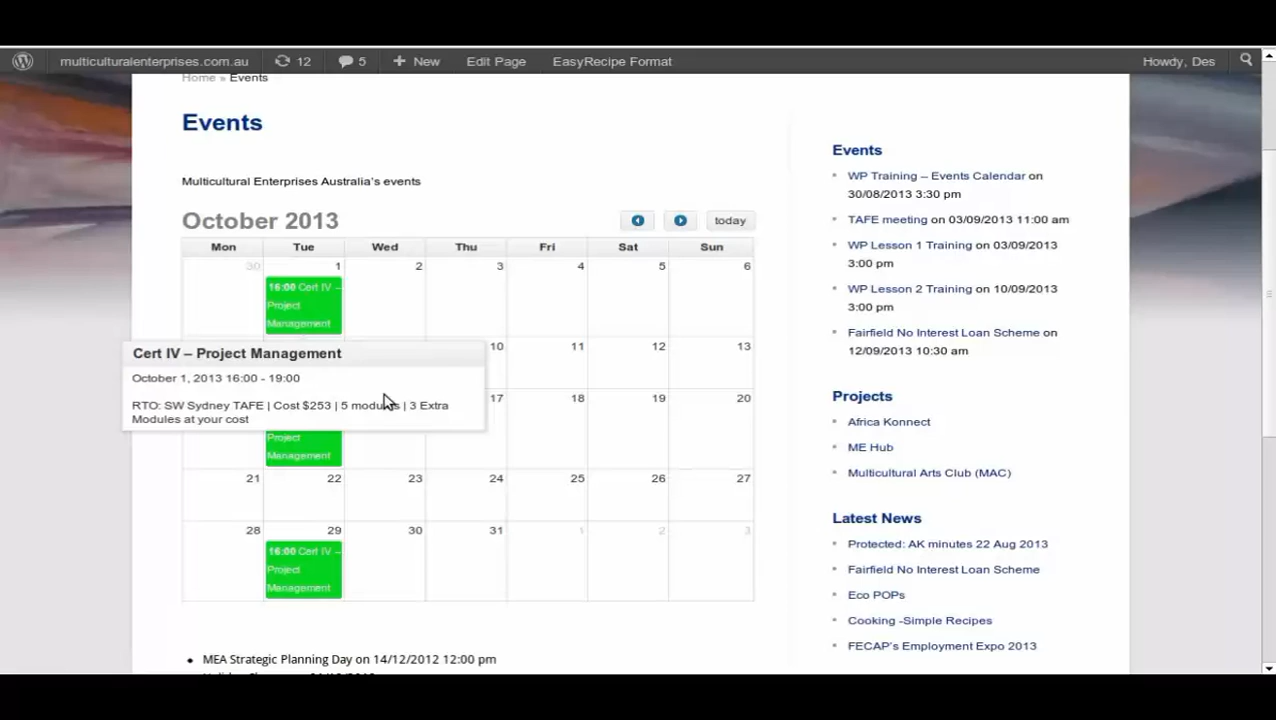 multiculturalenterprises.com.au 12 5 New Edit Page EasyRecipe Format Howdy, Des
Home » Events
Events
Multicultural Enterprises Australia's events
October 2013 today
Mon Tue Wed Thu Fri Sat Sun
30 1 2 3 4 5 6
16:00 Cert IV –
Project
Management
Cert IV – Project Management
October 1, 2013 16:00 - 19:00
RTO: SW Sydney TAFE | Cost $253 | 5 modules | 3 Extra
Modules at your cost
10 11 12 13
17 18 19 20
Project
Management
21 22 23 24 25 26 27
28 29 30 31 1 2 3
16:00 Cert IV –
Project
Management
MEA Strategic Planning Day on 14/12/2012 12:00 pm
Events
WP Training – Events Calendar on
30/08/2013 3:30 pm
TAFE meeting on 03/09/2013 11:00 am
WP Lesson 1 Training on 03/09/2013
3:00 pm
WP Lesson 2 Training on 10/09/2013
3:00 pm
Fairfield No Interest Loan Scheme on
12/09/2013 10:30 am
Projects
Africa Konnect
ME Hub
Multicultural Arts Club (MAC)
Latest News
Protected: AK minutes 22 Aug 2013
Fairfield No Interest Loan Scheme
Eco POPs
Cooking -Simple Recipes
FECAP's Employment Expo 2013